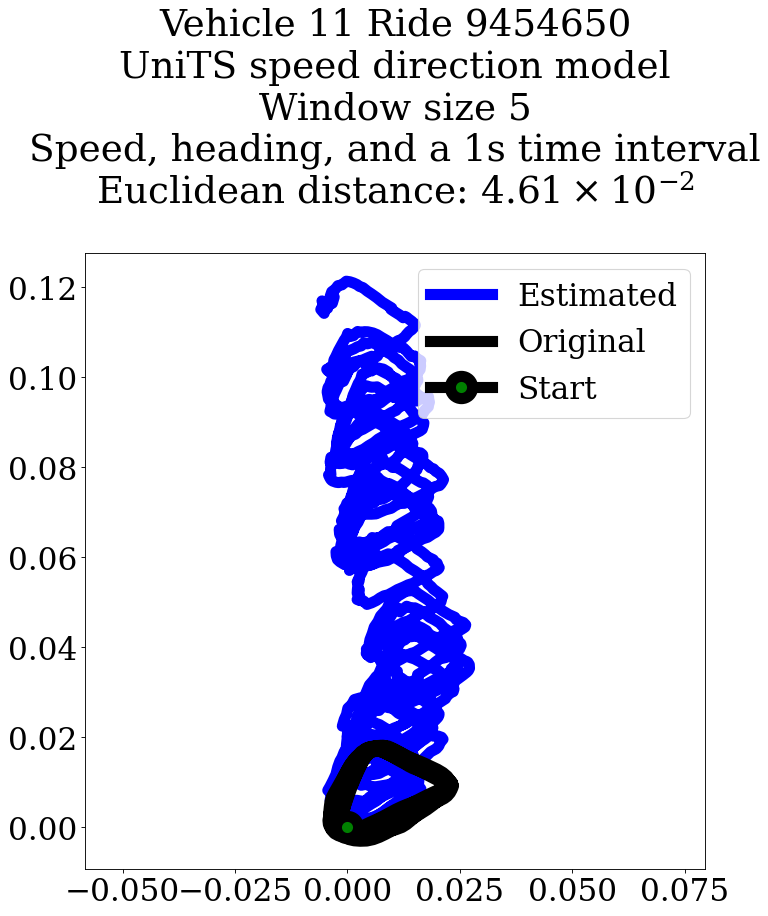 Vehicle 11 Ride 9454650
UniTS speed direction model
Window size 5
Speed, heading, and a 1s time interval
Euclidean distance: 4.61 × 10⁻²
Estimated
Original
Start
0.12
0.10
0.08
0.06
0.04
0.02
0.00
−0.050 −0.025 0.000 0.025 0.050 0.075